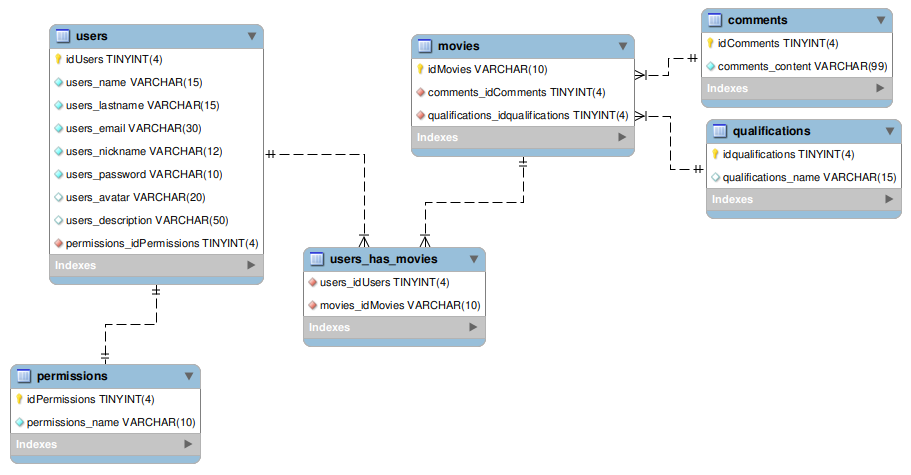 users
idUsers TINYINT(4)
users_name VARCHAR(15)
users_lastname VARCHAR(15)
users_email VARCHAR(30)
users_nickname VARCHAR(12)
users_password VARCHAR(10)
users_avatar VARCHAR(20)
users_description VARCHAR(50)
permissions_idPermissions TINYINT(4)
Indexes
movies
idMovies VARCHAR(10)
comments_idComments TINYINT(4)
qualifications_idqualifications TINYINT(4)
Indexes
comments
idComments TINYINT(4)
comments_content VARCHAR(99)
Indexes
qualifications
idqualifications TINYINT(4)
qualifications_name VARCHAR(15)
Indexes
users_has_movies
users_idUsers TINYINT(4)
movies_idMovies VARCHAR(10)
Indexes
permissions
idPermissions TINYINT(4)
permissions_name VARCHAR(10)
Indexes